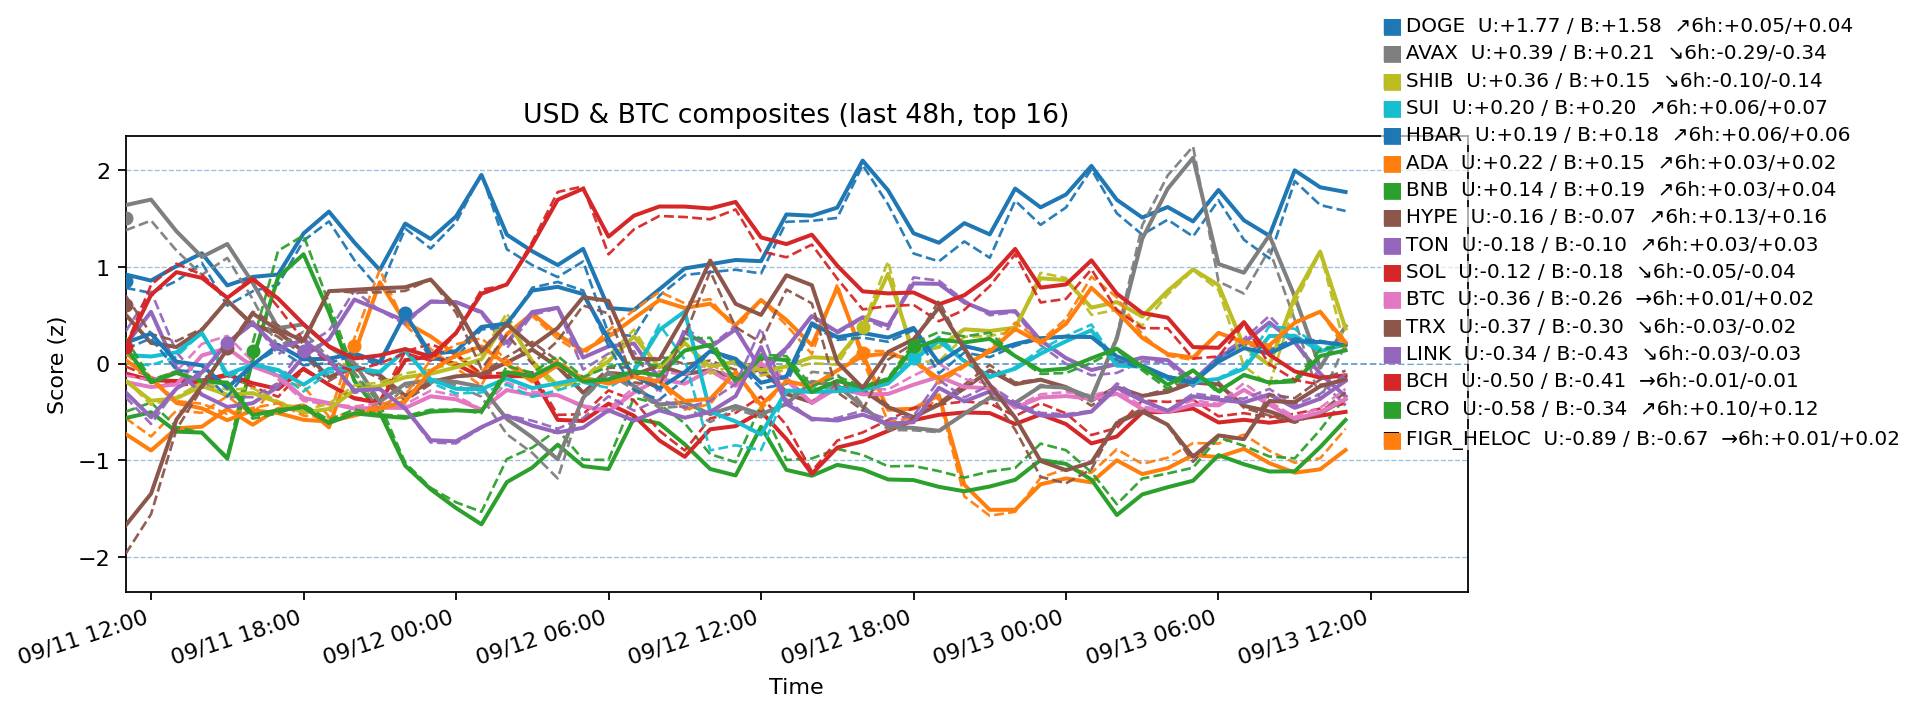 DOGE U:+1.77 / B:+1.58 ↗6h:+0.05/+0.04
AVAX U:+0.39 / B:+0.21 ↘6h:-0.29/-0.34
SHIB U:+0.36 / B:+0.15 ↘6h:-0.10/-0.14
SUI U:+0.20 / B:+0.20 ↗6h:+0.06/+0.07
HBAR U:+0.19 / B:+0.18 ↗6h:+0.06/+0.06
ADA U:+0.22 / B:+0.15 ↗6h:+0.03/+0.02
BNB U:+0.14 / B:+0.19 ↗6h:+0.03/+0.04
HYPE U:-0.16 / B:-0.07 ↗6h:+0.13/+0.16
TON U:-0.18 / B:-0.10 ↗6h:+0.03/+0.03
SOL U:-0.12 / B:-0.18 ↘6h:-0.05/-0.04
BTC U:-0.36 / B:-0.26 →6h:+0.01/+0.02
TRX U:-0.37 / B:-0.30 ↘6h:-0.03/-0.02
LINK U:-0.34 / B:-0.43 ↘6h:-0.03/-0.03
BCH U:-0.50 / B:-0.41 →6h:-0.01/-0.01
CRO U:-0.58 / B:-0.34 ↗6h:+0.10/+0.12
FIGR_HELOC U:-0.89 / B:-0.67 →6h:+0.01/+0.02
USD & BTC composites (last 48h, top 16)
Score (z)
2
1
0
−1
−2
09/11 12:00
09/11 18:00
09/12 00:00
09/12 06:00
09/12 12:00
09/12 18:00
09/13 00:00
09/13 06:00
09/13 12:00
Time